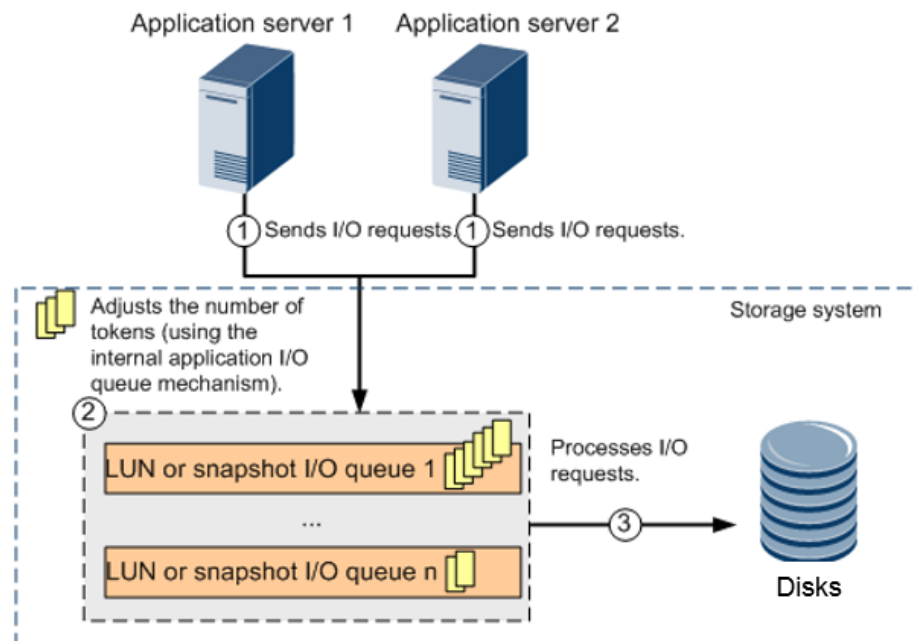 Application server 1
Application server 2
1 Sends I/O requests.
1 Sends I/O requests.
Adjusts the number of
tokens (using the
internal application I/O
queue mechanism).
Storage system
2
LUN or snapshot I/O queue 1
...
LUN or snapshot I/O queue n
Processes I/O
requests.
3
Disks